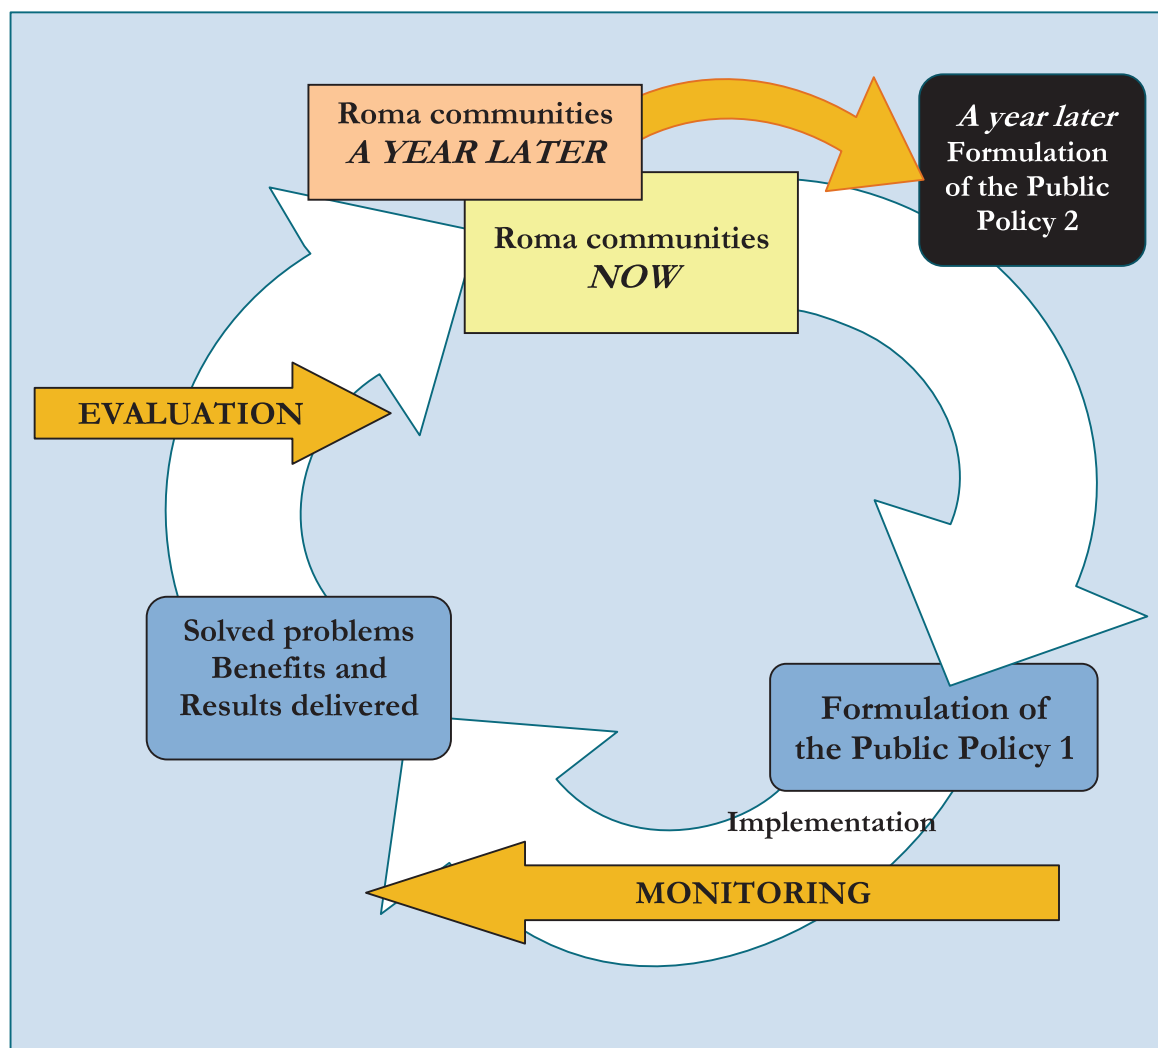 Roma communities
A YEAR LATER
A year later
Formulation
of the Public
Policy 2
Roma communities
NOW
EVALUATION
Solved problems
Benefits and
Results delivered
Formulation of
the Public Policy 1
Implementation
MONITORING